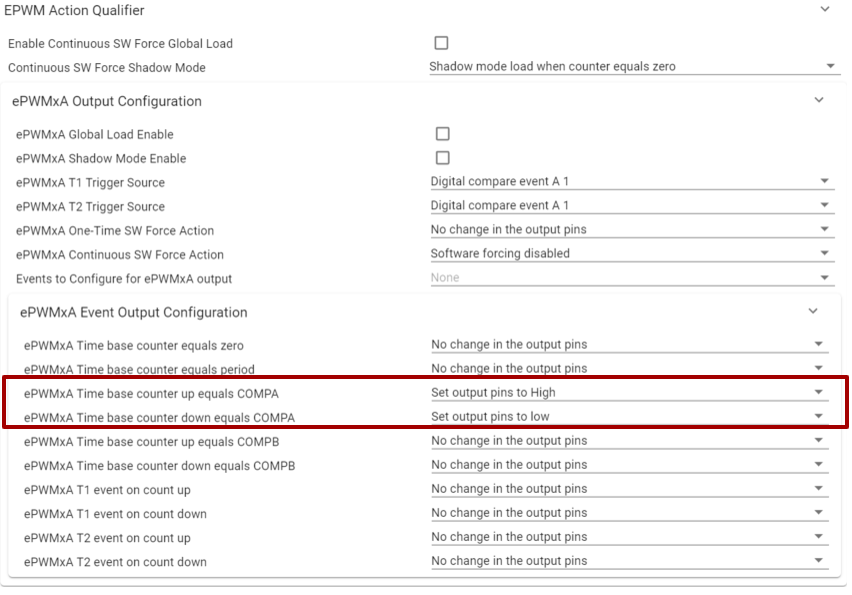 EPWM Action Qualifier
Enable Continuous SW Force Global Load
Continuous SW Force Shadow Mode Shadow mode load when counter equals zero
ePWMxA Output Configuration
ePWMxA Global Load Enable
ePWMxA Shadow Mode Enable
ePWMxA T1 Trigger Source Digital compare event A 1
ePWMxA T2 Trigger Source Digital compare event A 1
ePWMxA One-Time SW Force Action No change in the output pins
ePWMxA Continuous SW Force Action Software forcing disabled
Events to Configure for ePWMxA output None
ePWMxA Event Output Configuration
ePWMxA Time base counter equals zero No change in the output pins
ePWMxA Time base counter equals period No change in the output pins
ePWMxA Time base counter up equals COMPA Set output pins to High
ePWMxA Time base counter down equals COMPA Set output pins to low
ePWMxA Time base counter up equals COMPB No change in the output pins
ePWMxA Time base counter down equals COMPB No change in the output pins
ePWMxA T1 event on count up No change in the output pins
ePWMxA T1 event on count down No change in the output pins
ePWMxA T2 event on count up No change in the output pins
ePWMxA T2 event on count down No change in the output pins